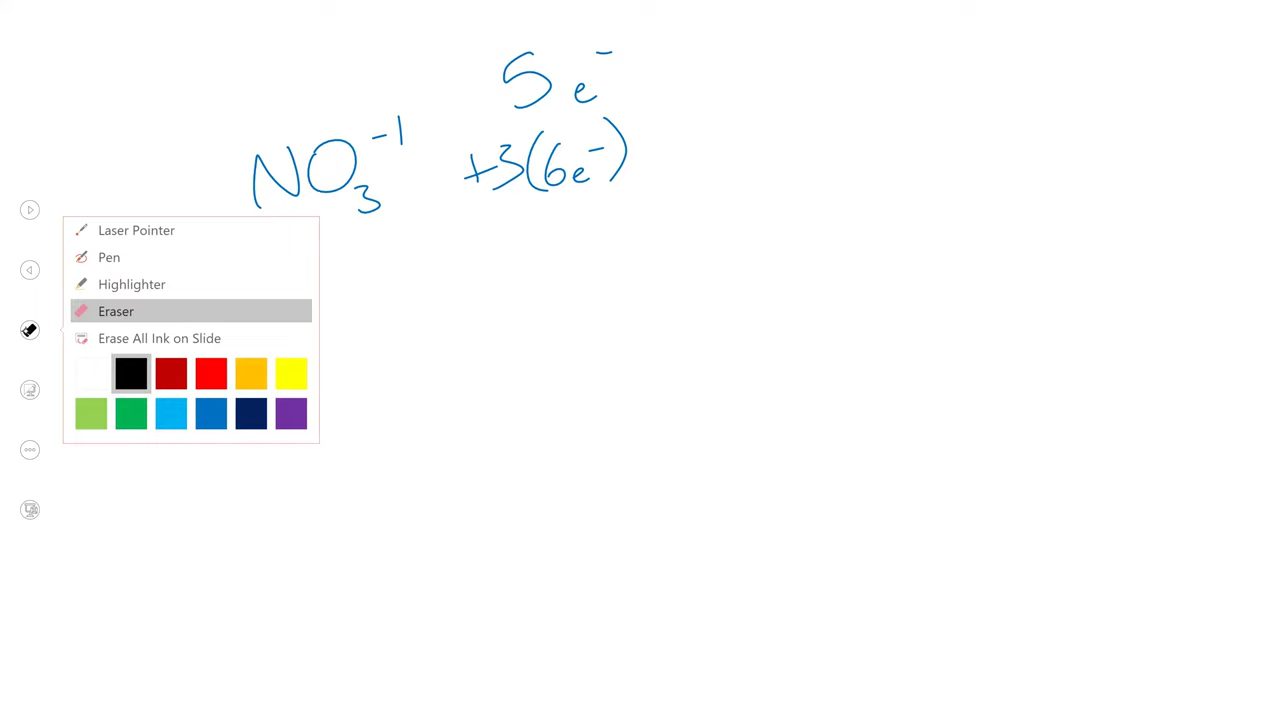 5 e⁻
NO₃⁻¹ +3(6e⁻)
Laser Pointer
Pen
Highlighter
Eraser
Erase All Ink on Slide